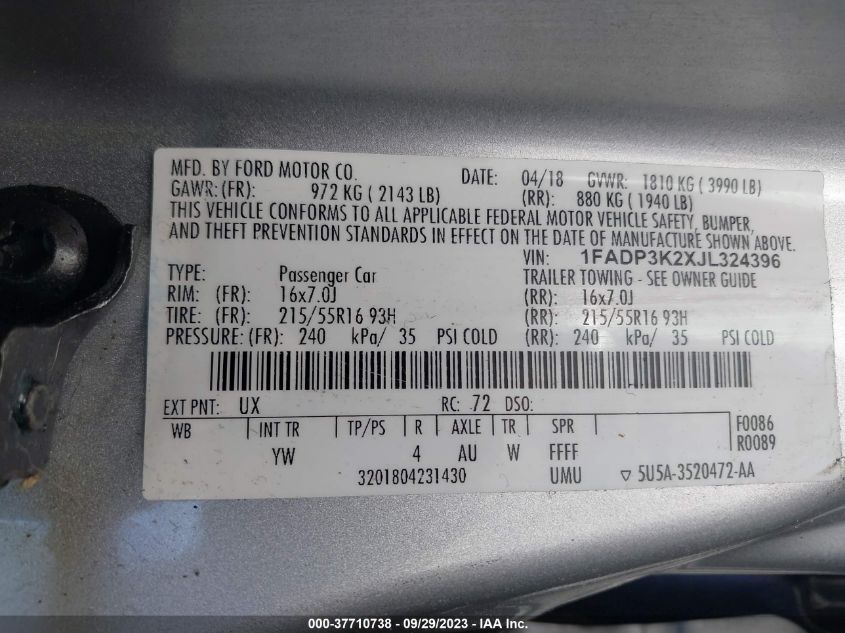 MFD. BY FORD MOTOR CO. DATE: 04/18 GVWR: 1810 KG ( 3990 LB)
GAWR: (FR): 972 KG ( 2143 LB) (RR): 880 KG ( 1940 LB)
THIS VEHICLE CONFORMS TO ALL APPLICABLE FEDERAL MOTOR VEHICLE SAFETY, BUMPER,
AND THEFT PREVENTION STANDARDS IN EFFECT ON THE DATE OF MANUFACTURE SHOWN ABOVE.
VIN: 1FADP3K2XJL324396
TYPE: Passenger Car TRAILER TOWING - SEE OWNER GUIDE
RIM: (FR): 16x7.0J (RR): 16x7.0J
TIRE: (FR): 215/55R16 93H (RR): 215/55R16 93H
PRESSURE: (FR): 240 kPa/ 35 PSI COLD (RR): 240 kPa/ 35 PSI COLD
EXT PNT: UX RC: 72 DSO:
WB INT TR TP/PS R AXLE TR SPR F0086
YW 4 AU W FFFF R0089
3201804231430 UMU ▽ 5U5A-3520472-AA
000-37710738 - 09/29/2023 - IAA Inc.